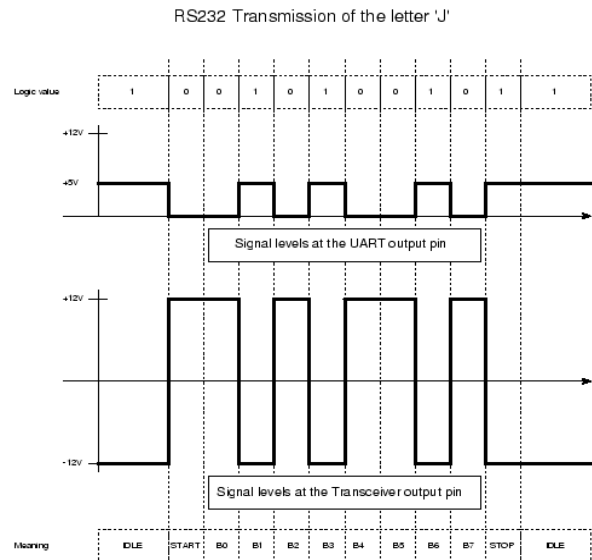 RS232 Transmission of the letter 'J'
Logic value 1 0 0 1 0 1 0 0 1 0 1 1
+12V
+5V
Signal levels at the UART output pin
+12V
-12V
Signal levels at the Transceiver output pin
Meaning IDLE START B0 B1 B2 B3 B4 B5 B6 B7 STOP IDLE